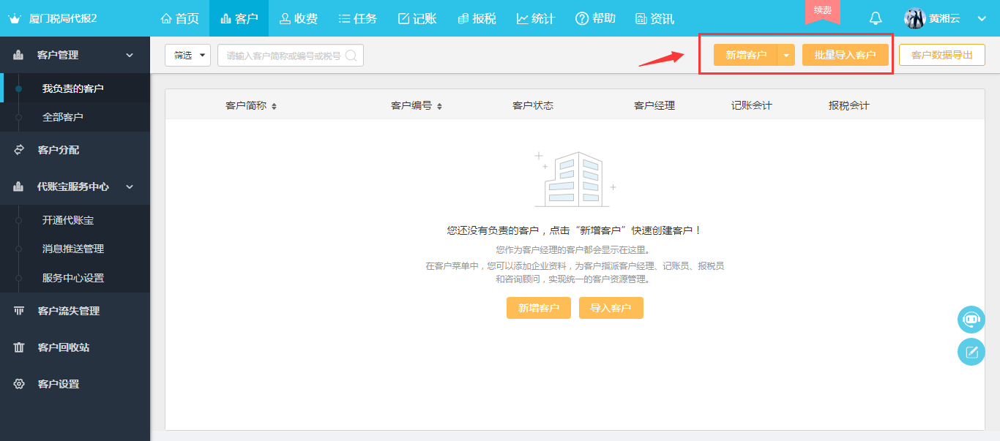 厦门税局代报2
首页
客户
收费
任务
记账
报税
统计
帮助
资讯
续费
黄湘云
客户管理
我负责的客户
全部客户
客户分配
代账宝服务中心
开通代账宝
消息推送管理
服务中心设置
客户流失管理
客户回收站
客户设置
筛选
请输入客户简称或编号或税号
新增客户
批量导入客户
客户数据导出
客户简称
客户编号
客户状态
客户经理
记账会计
报税会计
您还没有负责的客户，点击“新增客户”快速创建客户！
您作为客户经理的客户都会显示在这里。
在客户菜单中，您可以添加企业资料，为客户指派客户经理、记账员、报税员
和咨询顾问，实现统一的客户资源管理。
新增客户
导入客户